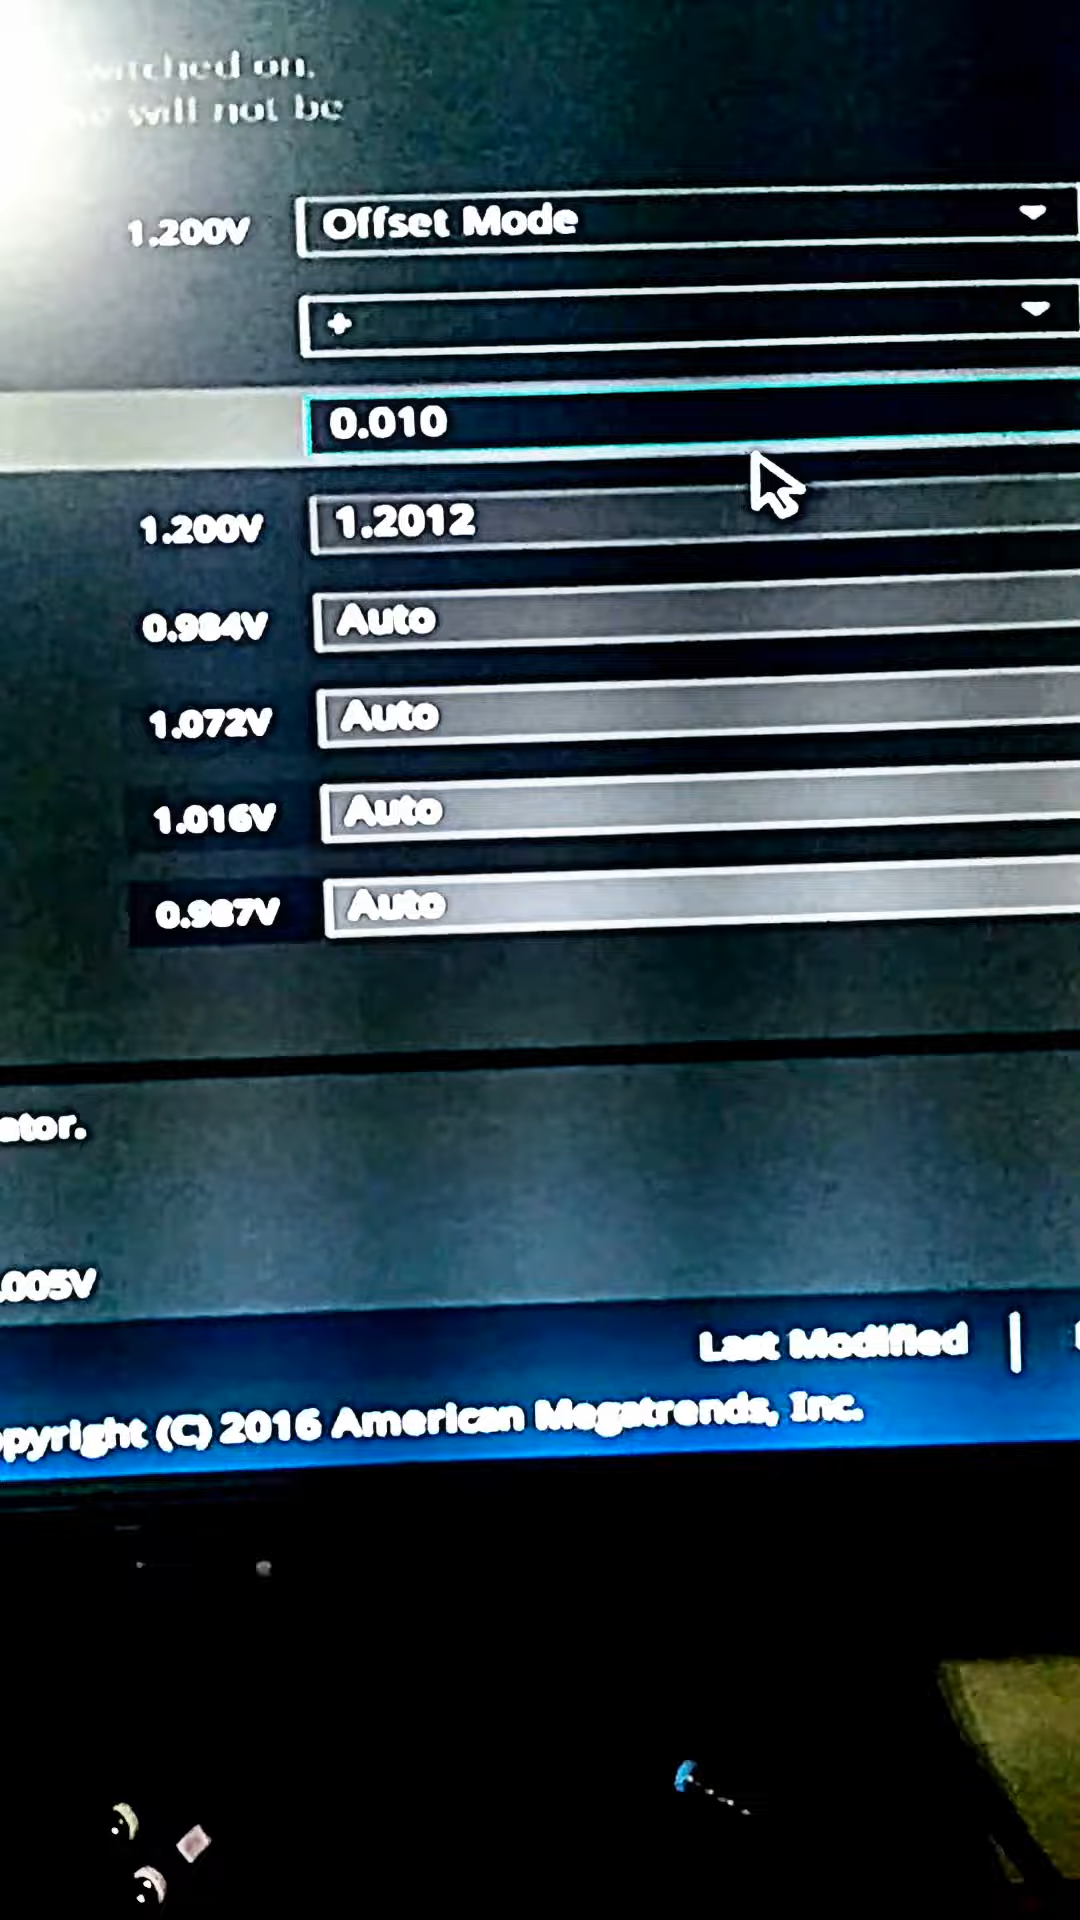 switched on.
will not be
1.200V Offset Mode
+
0.010
1.200V 1.2012
0.984V Auto
1.072V Auto
1.016V Auto
0.987V Auto
ator.
.005V
Last Modified |
opyright (C) 2016 American Megatrends, Inc.